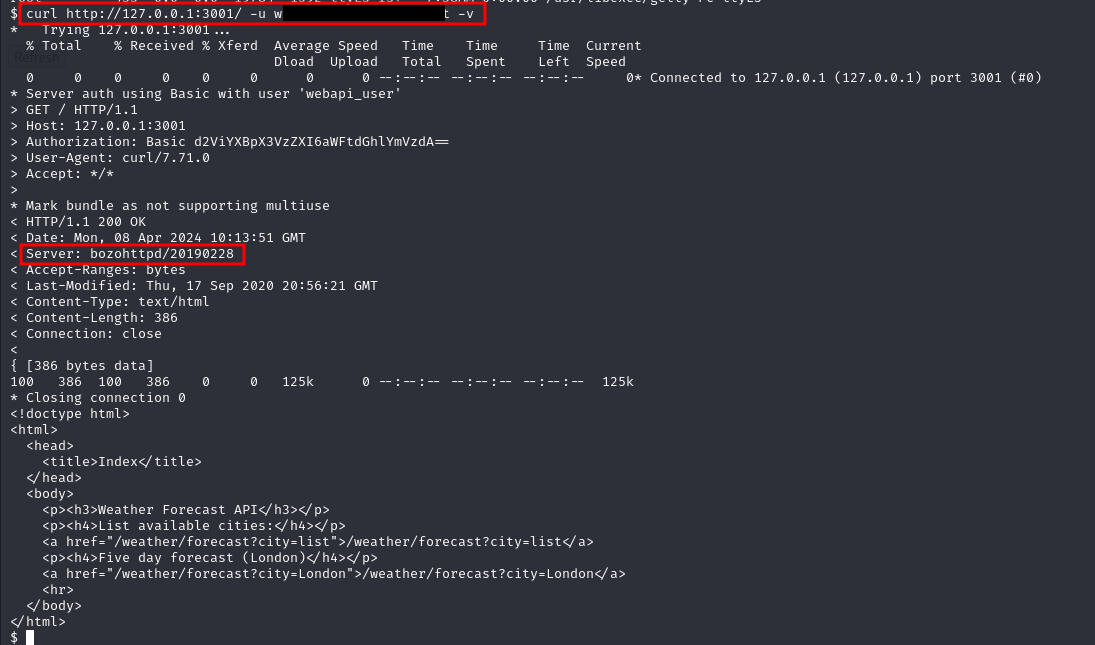 $ curl http://127.0.0.1:3001/ -u w t -v
*   Trying 127.0.0.1:3001...
  % Total    % Received % Xferd  Average Speed   Time    Time     Time  Current
Refresh
                                 Dload  Upload   Total   Spent    Left  Speed
  0     0    0     0    0     0      0      0 --:--:-- --:--:-- --:--:--     0* Connected to 127.0.0.1 (127.0.0.1) port 3001 (#0)
* Server auth using Basic with user 'webapi_user'
> GET / HTTP/1.1
> Host: 127.0.0.1:3001
> Authorization: Basic d2ViYXBpX3VzZXI6aWFtdGhlYmVzdA==
> User-Agent: curl/7.71.0
> Accept: */*
>
* Mark bundle as not supporting multiuse
< HTTP/1.1 200 OK
< Date: Mon, 08 Apr 2024 10:13:51 GMT
< Server: bozohttpd/20190228
< Accept-Ranges: bytes
< Last-Modified: Thu, 17 Sep 2020 20:56:21 GMT
< Content-Type: text/html
< Content-Length: 386
< Connection: close
<
{ [386 bytes data]
100   386  100   386    0     0   125k      0 --:--:-- --:--:-- --:--:--  125k
* Closing connection 0
<!doctype html>
<html>
  <head>
    <title>Index</title>
  </head>
  <body>
    <p><h3>Weather Forecast API</h3></p>
    <p><h4>List available cities:</h4></p>
    <a href="/weather/forecast?city=list">/weather/forecast?city=list</a>
    <p><h4>Five day forecast (London)</h4></p>
    <a href="/weather/forecast?city=London">/weather/forecast?city=London</a>
    <hr>
  </body>
</html>
$